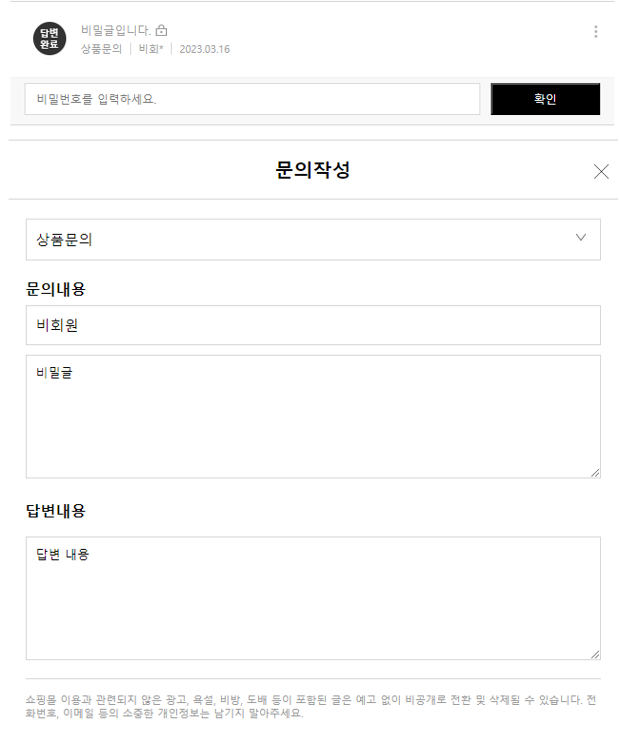 답변
완료
비밀글입니다.
상품문의 | 비회* | 2023.03.16
비밀번호를 입력하세요.
확인
문의작성
상품문의
문의내용
비회원
비밀글
답변내용
답변 내용
쇼핑몰 이용과 관련되지 않은 광고, 욕설, 비방, 도배 등이 포함된 글은 예고 없이 비공개로 전환 및 삭제될 수 있습니다. 전
화번호, 이메일 등의 소중한 개인정보는 남기지 말아주세요.